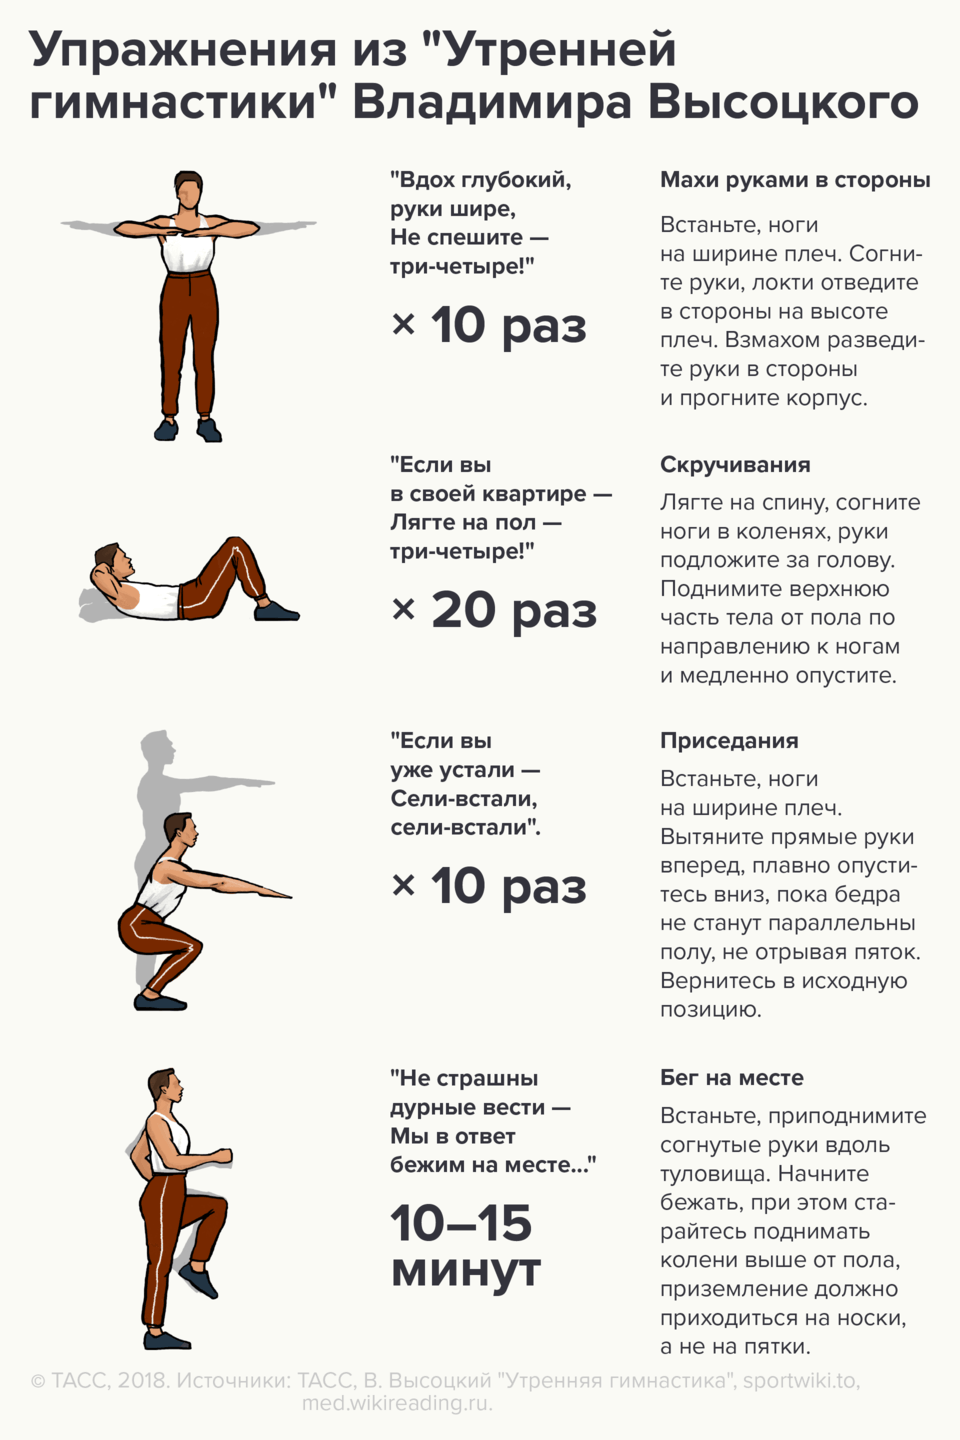 Упражнения из "Утренней
гимнастики" Владимира Высоцкого
"Вдох глубокий,
руки шире,
Не спешите —
три-четыре!"
× 10 раз
Махи руками в стороны
Встаньте, ноги
на ширине плеч. Согни-
те руки, локти отведите
в стороны на высоте
плеч. Взмахом разведи-
те руки в стороны
и прогните корпус.
"Если вы
в своей квартире —
Лягте на пол —
три-четыре!"
× 20 раз
Скручивания
Лягте на спину, согните
ноги в коленях, руки
подложите за голову.
Поднимите верхнюю
часть тела от пола по
направлению к ногам
и медленно опустите.
"Если вы
уже устали —
Сели-встали,
сели-встали".
× 10 раз
Приседания
Встаньте, ноги
на ширине плеч.
Вытяните прямые руки
вперед, плавно опусти-
тесь вниз, пока бедра
не станут параллельны
полу, не отрывая пяток.
Вернитесь в исходную
позицию.
"Не страшны
дурные вести —
Мы в ответ
бежим на месте..."
10–15
минут
Бег на месте
Встаньте, приподнимите
согнутые руки вдоль
туловища. Начните
бежать, при этом ста-
райтесь поднимать
колени выше от пола,
приземление должно
приходиться на носки,
а не на пятки.
© ТАСС, 2018. Источники: ТАСС, В. Высоцкий "Утренняя гимнастика", sportwiki.to,
med.wikireading.ru.